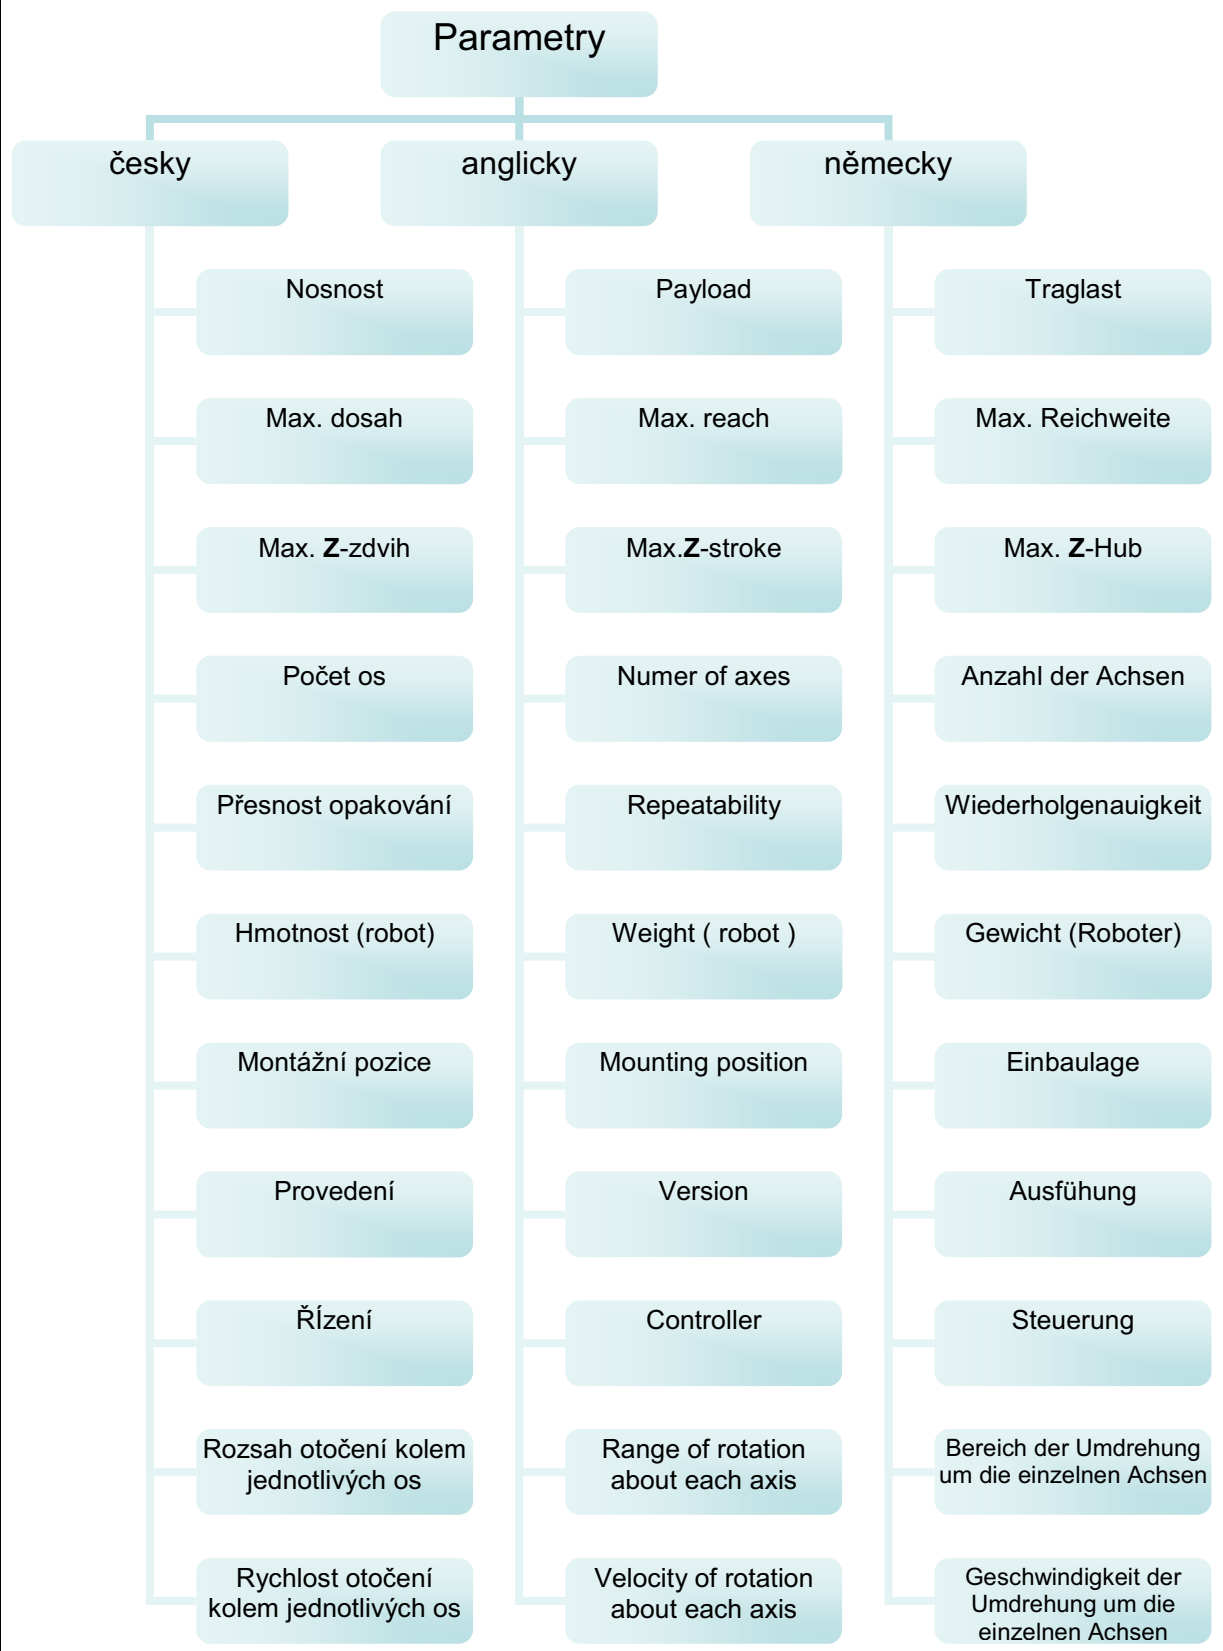 Parametry
česky
anglicky
německy
Nosnost
Payload
Traglast
Max. dosah
Max. reach
Max. Reichweite
Max. Z-zdvih
Max.Z-stroke
Max. Z-Hub
Počet os
Numer of axes
Anzahl der Achsen
Přesnost opakování
Repeatability
Wiederholgenauigkeit
Hmotnost (robot)
Weight ( robot )
Gewicht (Roboter)
Montážní pozice
Mounting position
Einbaulage
Provedení
Version
Ausfühung
ŘÍzení
Controller
Steuerung
Rozsah otočení kolem
jednotlivých os
Range of rotation
about each axis
Bereich der Umdrehung
um die einzelnen Achsen
Rychlost otočení
kolem jednotlivých os
Velocity of rotation
about each axis
Geschwindigkeit der
Umdrehung um die
einzelnen Achsen